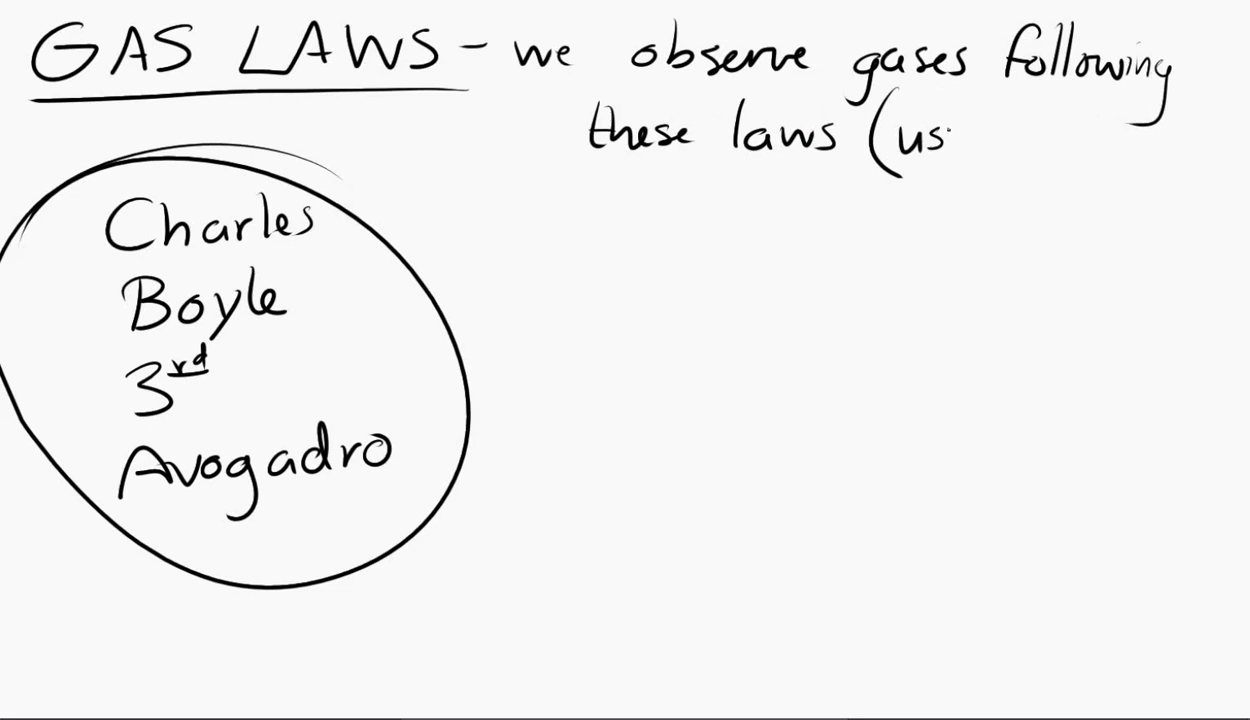 GAS LAWS - we observe gases following
these laws (us
Charles
Boyle
3rd
Avogadro